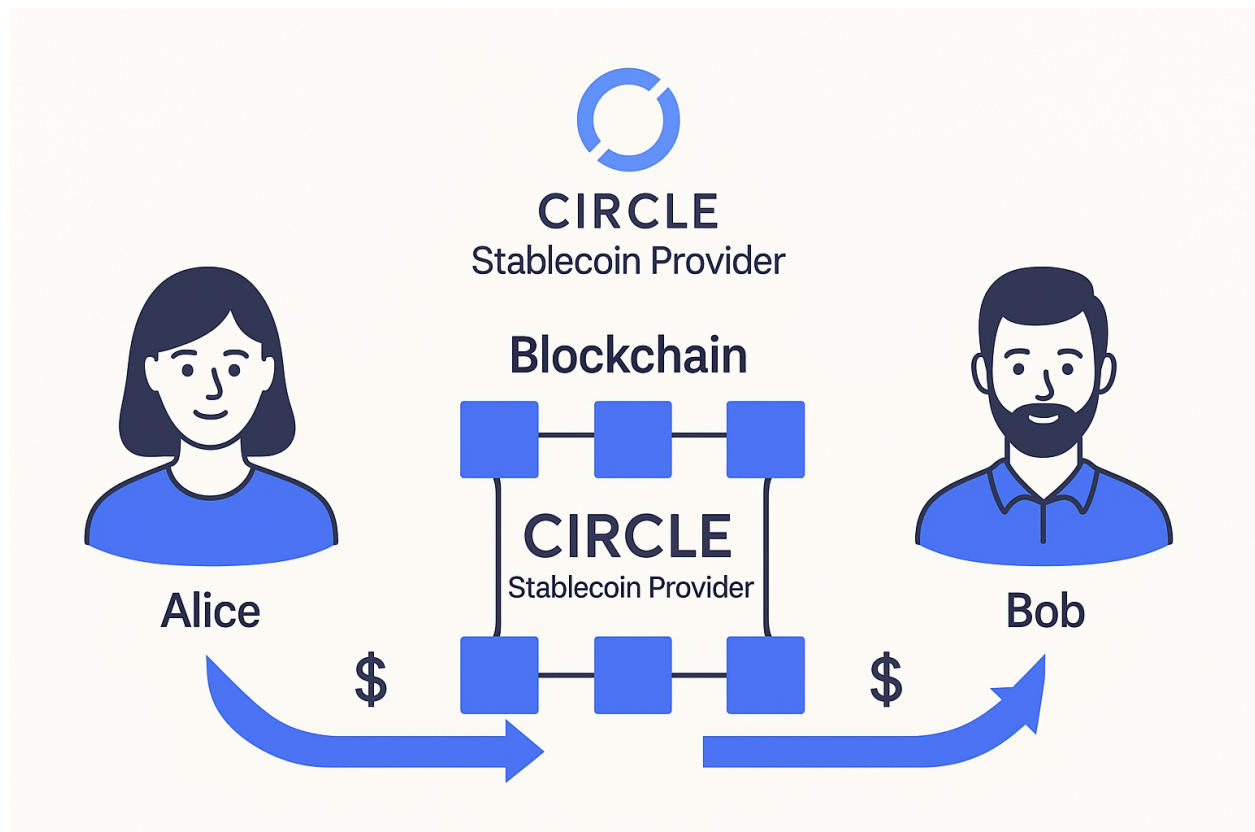 CIRCLE
Stablecoin Provider
Blockchain
CIRCLE
Stablecoin Provider
Alice
Bob
$
$